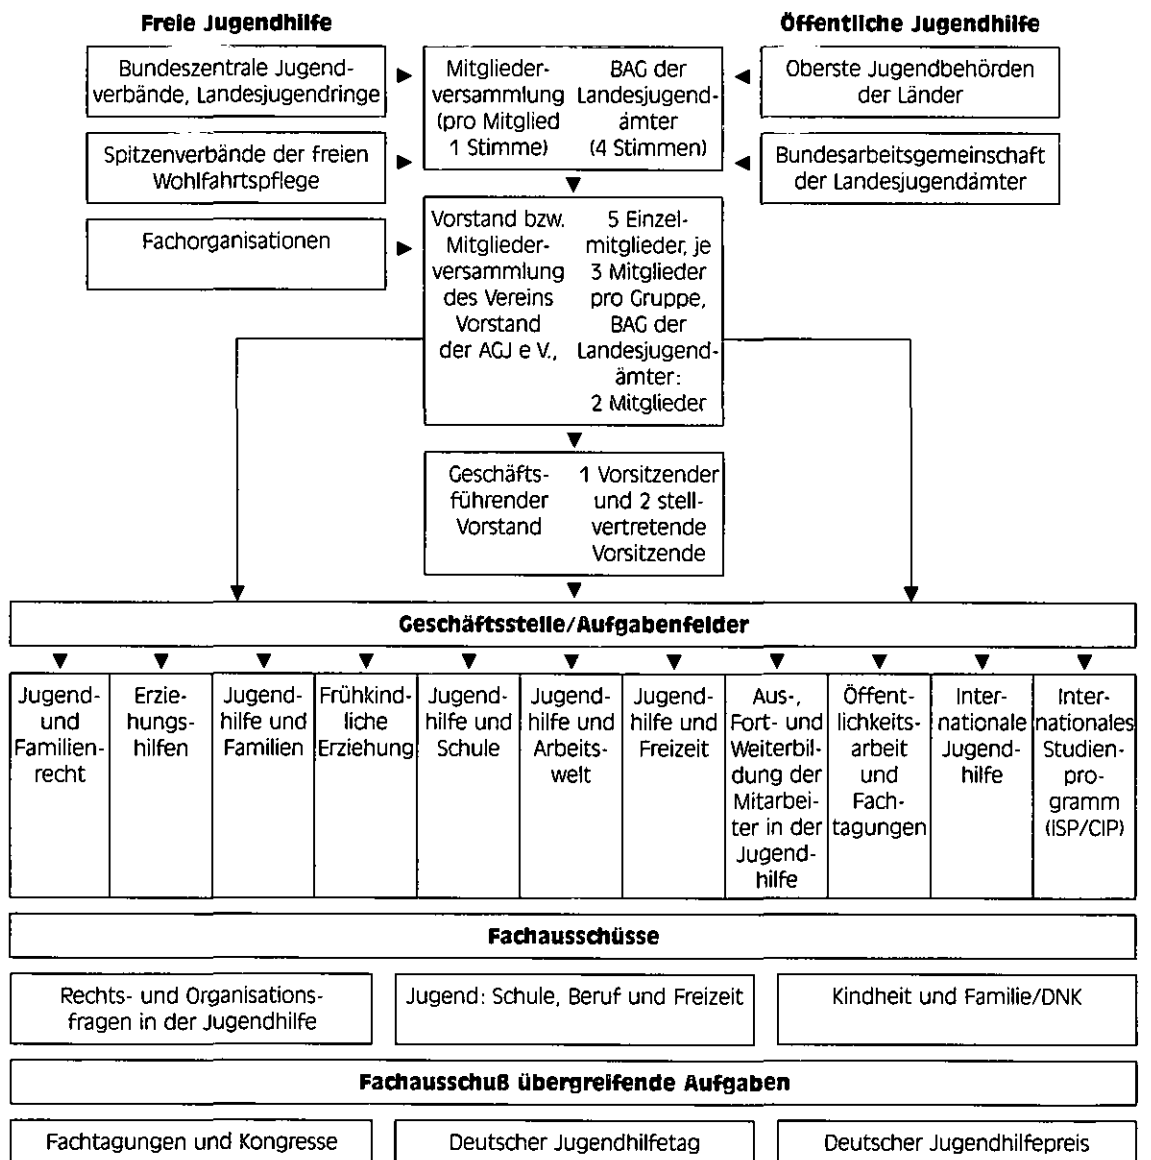 Freie Jugendhilfe
Öffentliche Jugendhilfe
Bundeszentrale Jugend-
verbände, Landesjugendringe
Mitglieder-
versammlung
(pro Mitglied
1 Stimme)
BAG der
Landesjugend-
ämter
(4 Stimmen)
Oberste Jugendbehörden
der Länder
Spitzenverbände der freien
Wohlfahrtspflege
Bundesarbeitsgemeinschaft
der Landesjugendämter
Fachorganisationen
Vorstand bzw.
Mitglieder-
versammlung
des Vereins
Vorstand
der AGJ e V.,
5 Einzel-
mitglieder, je
3 Mitglieder
pro Gruppe,
BAG der
Landesjugend-
ämter:
2 Mitglieder
Geschäfts-
führender
Vorstand
1 Vorsitzender
und 2 stell-
vertretende
Vorsitzende
Geschäftsstelle/Aufgabenfelder
Jugend-
und
Familien-
recht
Erzie-
hungs-
hilfen
Jugend-
hilfe und
Familien
Frühkind-
liche
Erziehung
Jugend-
hilfe und
Schule
Jugend-
hilfe und
Arbeits-
welt
Jugend-
hilfe und
Freizeit
Aus-,
Fort- und
Weiterbil-
dung der
Mitarbei-
ter in der
Jugend-
hilfe
Öffent-
lichkeits-
arbeit
und
Fach-
tagungen
Inter-
nationale
Jugend-
hilfe
Inter-
nationales
Studien-
pro-
gramm
(ISP/CIP)
Fachausschüsse
Rechts- und Organisations-
fragen in der Jugendhilfe
Jugend: Schule, Beruf und Freizeit
Kindheit und Familie/DNK
Fachausschuß übergreifende Aufgaben
Fachtagungen und Kongresse
Deutscher Jugendhilfetag
Deutscher Jugendhilfepreis